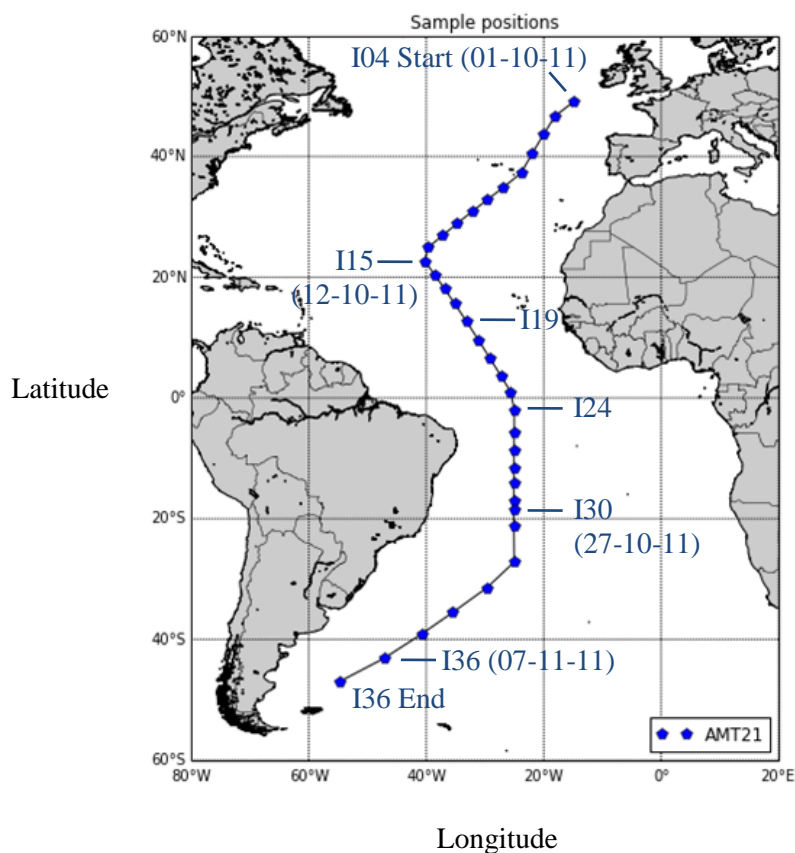 Sample positions
60°N
I04 Start (01-10-11)
40°N
I15
20°N
(12-10-11)
I19
Latitude
0°
I24
I30
20°S
(27-10-11)
40°S
I36 (07-11-11)
I36 End
AMT21
60°S
80°W 60°W 40°W 20°W 0° 20°E
Longitude